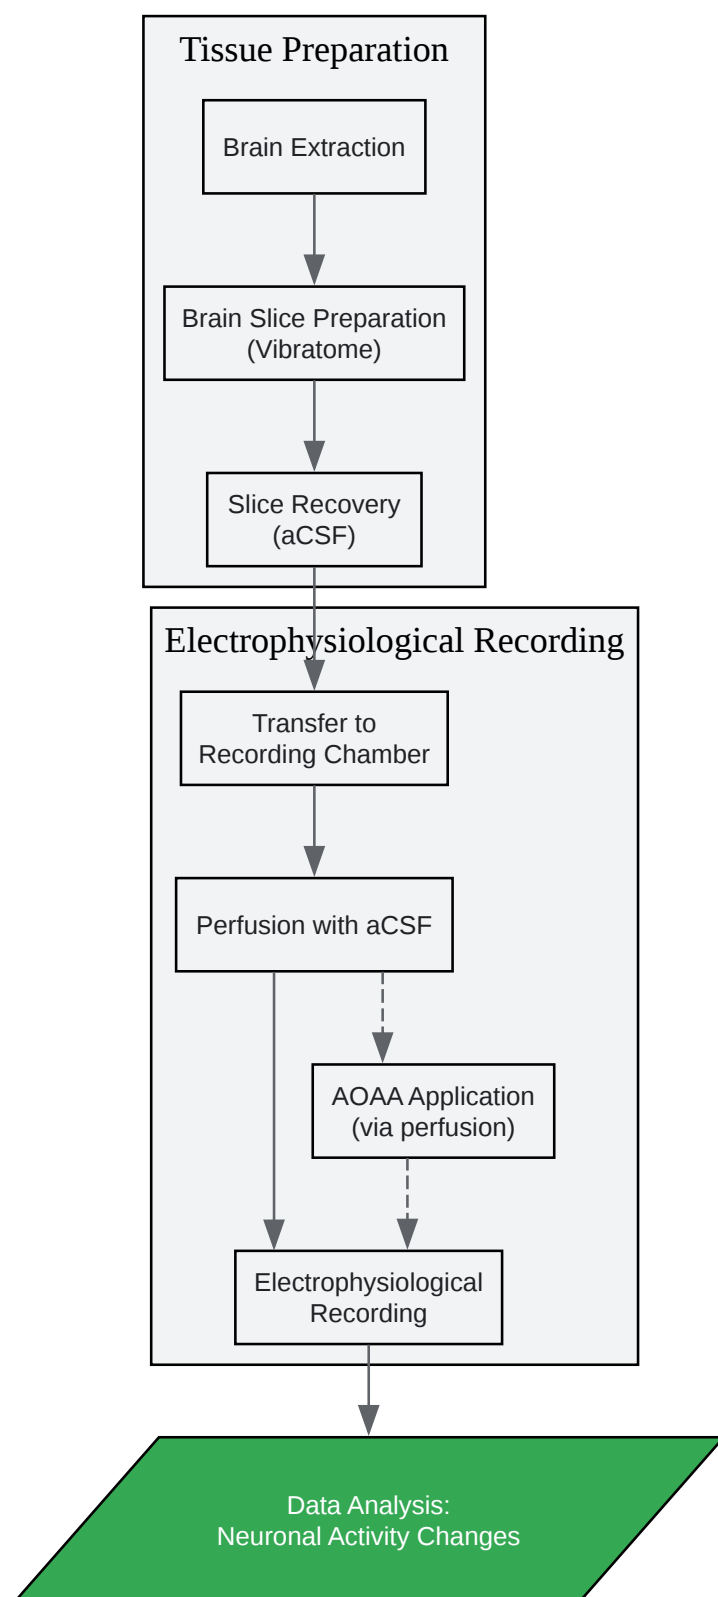 Tissue Preparation
Brain Extraction
Brain Slice Preparation
(Vibratome)
Slice Recovery
(aCSF)
Electrophysiological Recording
Transfer to
Recording Chamber
Perfusion with aCSF
AOAA Application
(via perfusion)
Electrophysiological
Recording
Data Analysis:
Neuronal Activity Changes